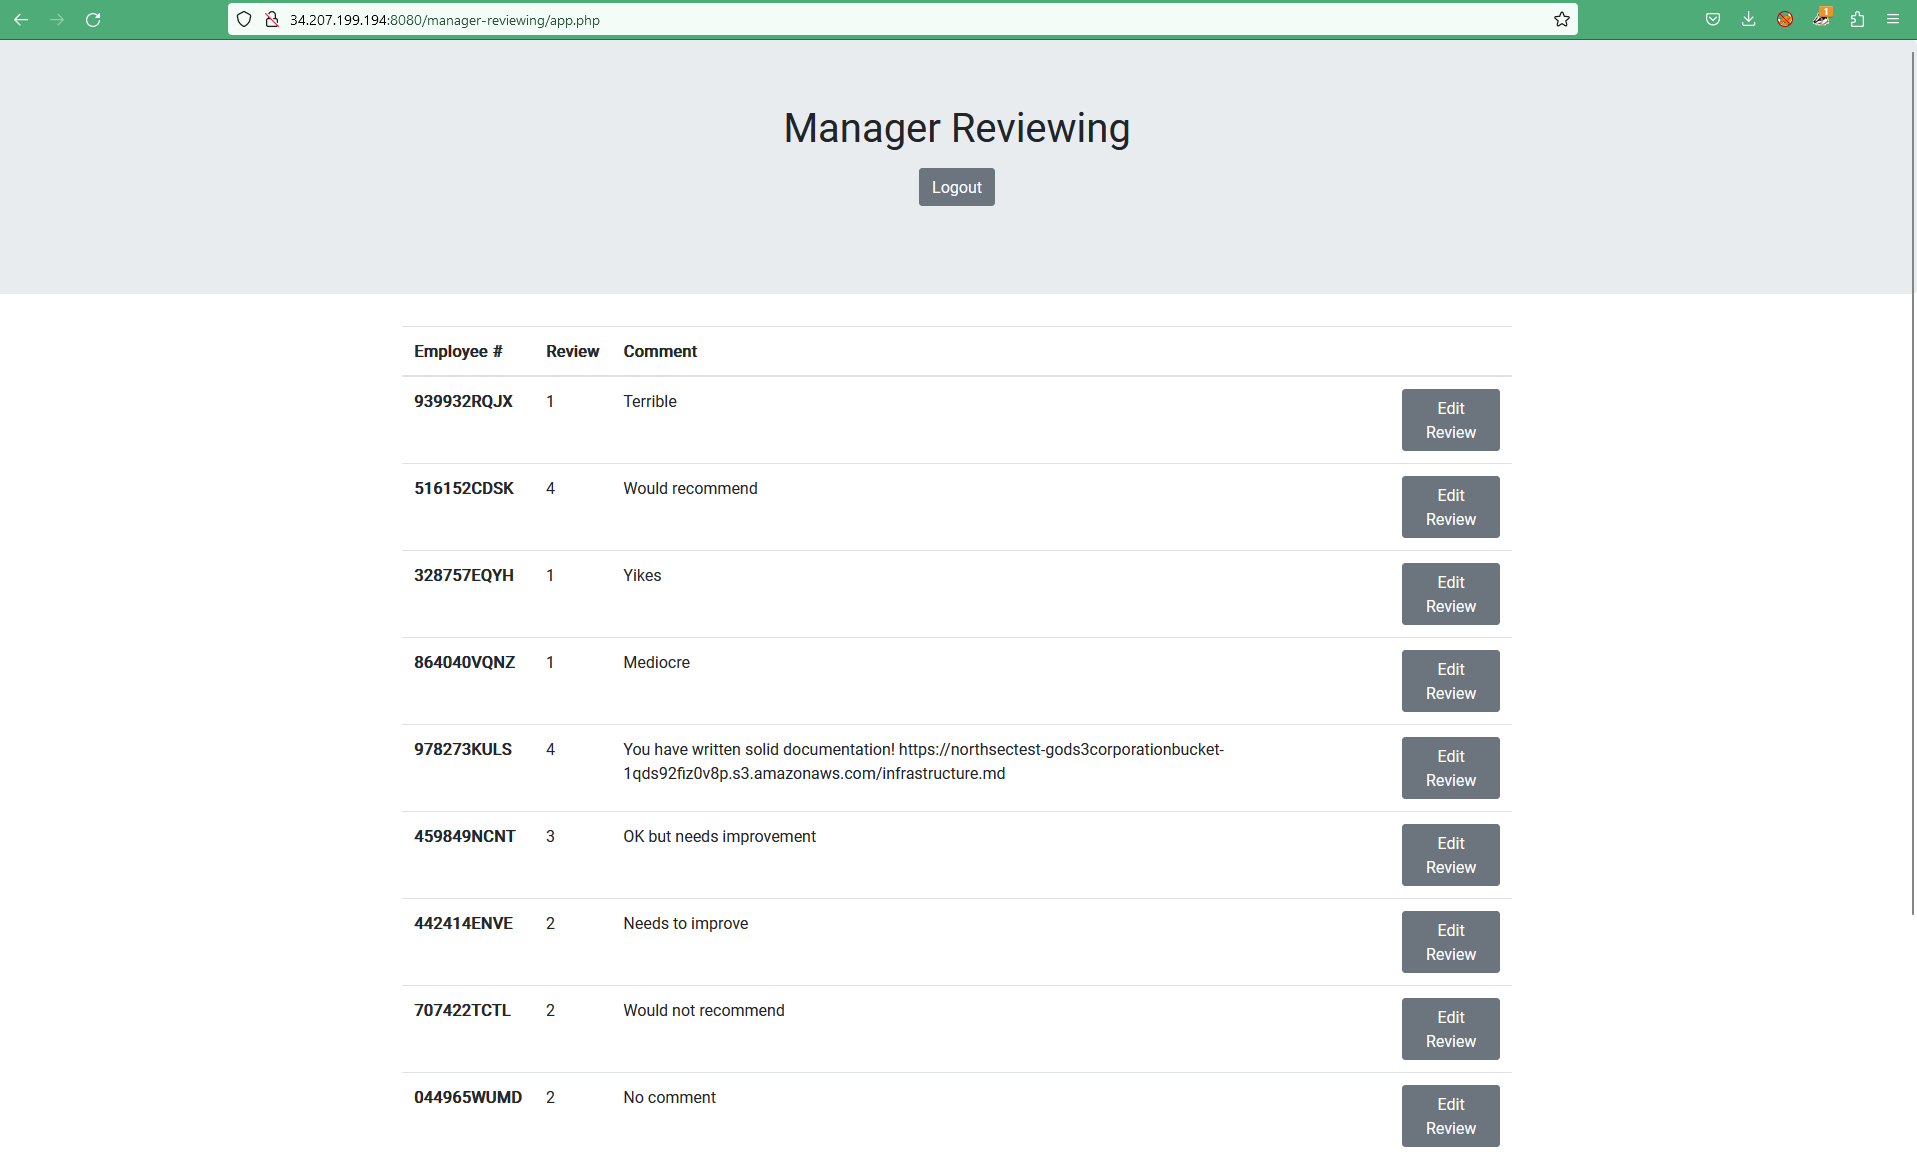 34.207.199.194:8080/manager-reviewing/app.php
1
Manager Reviewing
Logout
Employee # Review Comment
939932RQJX 1 Terrible Edit
Review
516152CDSK 4 Would recommend Edit
Review
328757EQYH 1 Yikes Edit
Review
864040VQNZ 1 Mediocre Edit
Review
978273KULS 4 You have written solid documentation! https://northsectest-gods3corporationbucket- Edit
1qds92fiz0v8p.s3.amazonaws.com/infrastructure.md Review
459849NCNT 3 OK but needs improvement Edit
Review
442414ENVE 2 Needs to improve Edit
Review
707422TCTL 2 Would not recommend Edit
Review
044965WUMD 2 No comment Edit
Review